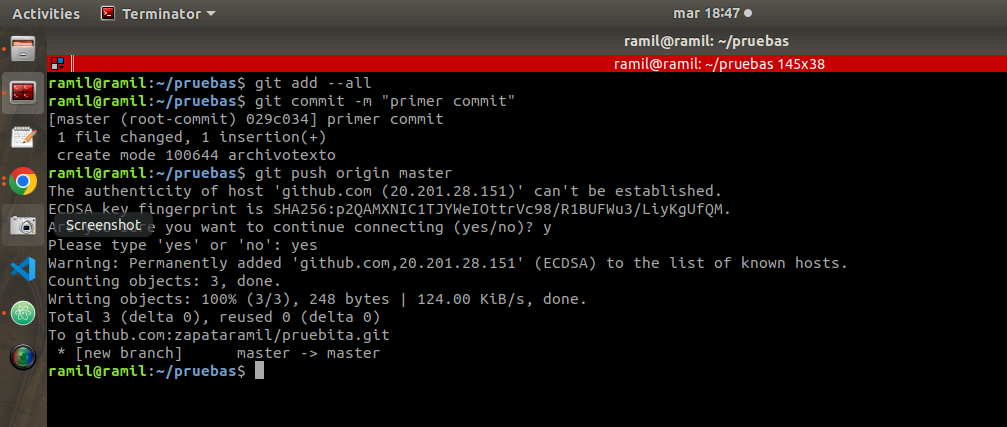 Activities
Terminator
mar 18:47
ramil@ramil: ~/pruebas
ramil@ramil: ~/pruebas 145x38
ramil@ramil:~/pruebas$ git add --all
ramil@ramil:~/pruebas$ git commit -m "primer commit"
[master (root-commit) 029c034] primer commit
1 file changed, 1 insertion(+)
create mode 100644 archivotexto
ramil@ramil:~/pruebas$ git push origin master
The authenticity of host 'github.com (20.201.28.151)' can't be established.
ECDSA key fingerprint is SHA256:p2QAMXNIC1TJYWeIOttrVc98/R1BUFWu3/LiyKgUfQM.
Screenshot
you want to continue connecting (yes/no)? y
Please type 'yes' or 'no': yes
Warning: Permanently added 'github.com,20.201.28.151' (ECDSA) to the list of known hosts.
Counting objects: 3, done.
Writing objects: 100% (3/3), 248 bytes | 124.00 KiB/s, done.
Total 3 (delta 0), reused 0 (delta 0)
To github.com:zapataramil/pruebita.git
* [new branch] master -> master
ramil@ramil:~/pruebas$